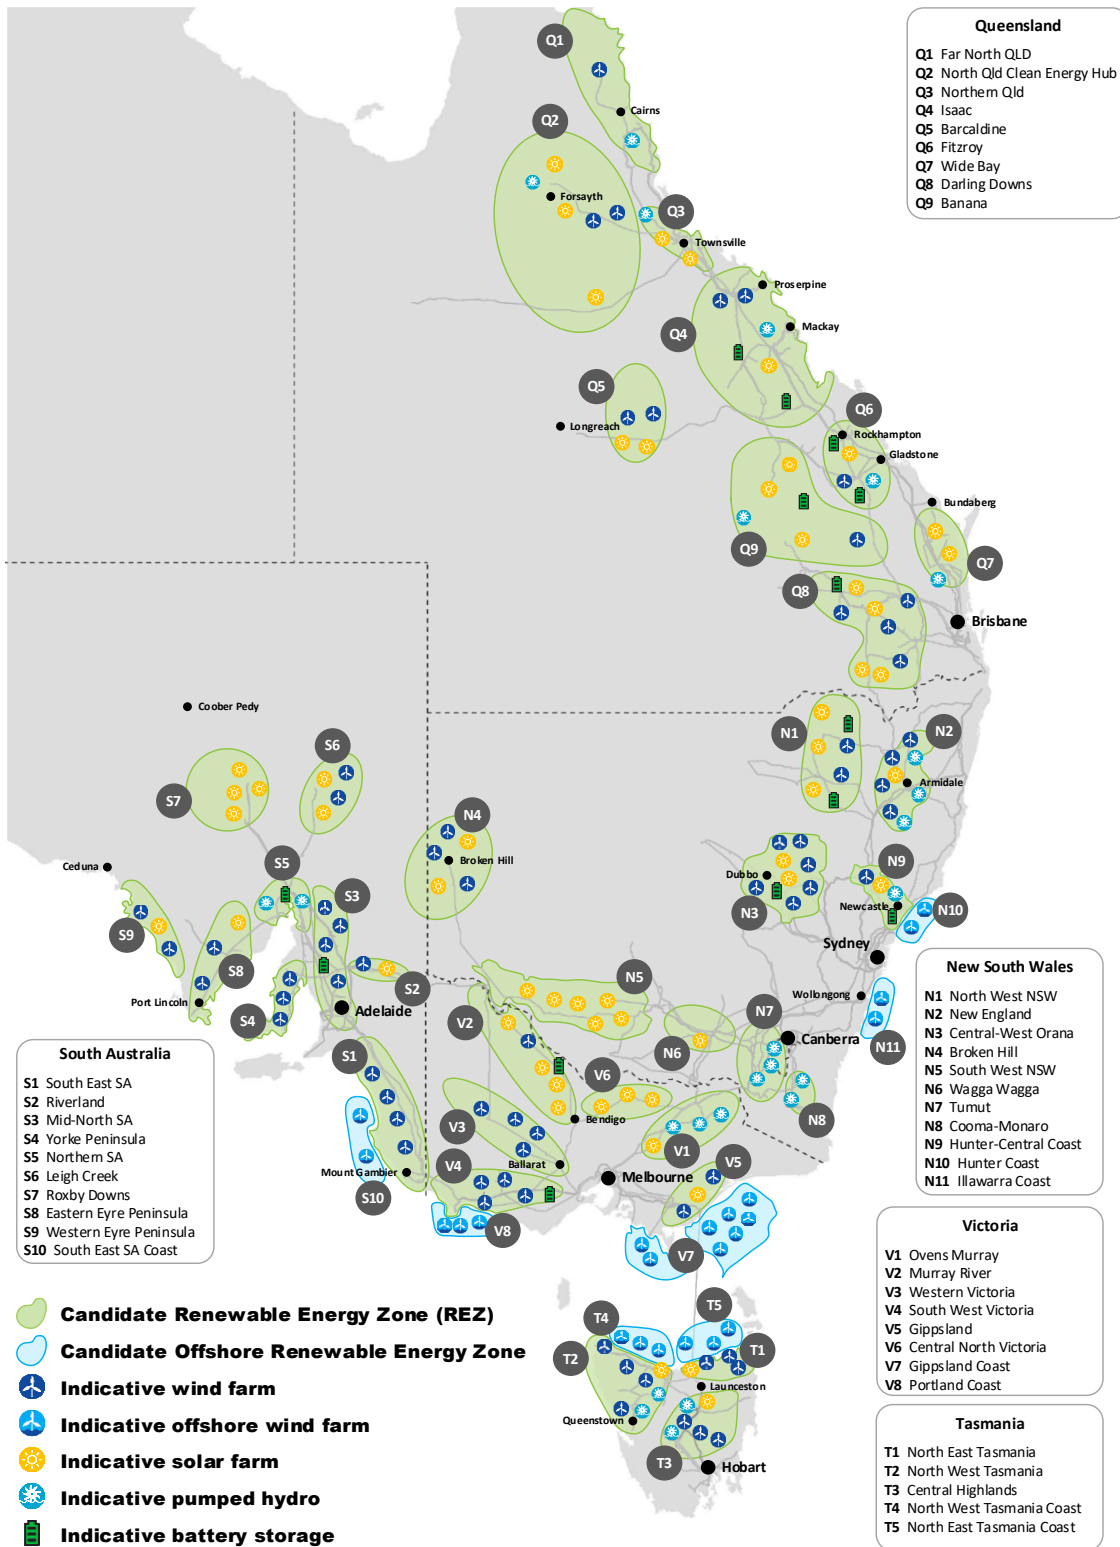 Queensland
Q1 Far North QLD
Q2 North Qld Clean Energy Hub
Q3 Northern Qld
Q4 Isaac
Q5 Barcaldine
Q6 Fitzroy
Q7 Wide Bay
Q8 Darling Downs
Q9 Banana
Q1
Cairns
Q2
Forsayth
Q3
Townsville
Proserpine
Q4
Mackay
Q5
Longreach
Q6
Rockhampton
Gladstone
Bundaberg
Q9
Q7
Q8
Brisbane
Coober Pedy
N1
N2
S6
Armidale
S7
N4
Broken Hill
Ceduna
S5
N9
Dubbo
S3
Newcastle
N10
N3
S9
Sydney
S8
N5
S2
Wollongong
Port Lincoln
Adelaide
S4
V2
N7
Canberra
N11
N6
S1
V6
Bendigo
N8
V3
V1
Ballarat
V4
V5
Mount Gambier
Melbourne
S10
V8
V7
T5
T4
T2
T1
Launceston
Queenstown
T3
Hobart
South Australia
S1 South East SA
S2 Riverland
S3 Mid-North SA
S4 Yorke Peninsula
S5 Northern SA
S6 Leigh Creek
S7 Roxby Downs
S8 Eastern Eyre Peninsula
S9 Western Eyre Peninsula
S10 South East SA Coast
New South Wales
N1 North West NSW
N2 New England
N3 Central-West Orana
N4 Broken Hill
N5 South West NSW
N6 Wagga Wagga
N7 Tumut
N8 Cooma-Monaro
N9 Hunter-Central Coast
N10 Hunter Coast
N11 Illawarra Coast
Victoria
V1 Ovens Murray
V2 Murray River
V3 Western Victoria
V4 South West Victoria
V5 Gippsland
V6 Central North Victoria
V7 Gippsland Coast
V8 Portland Coast
Tasmania
T1 North East Tasmania
T2 North West Tasmania
T3 Central Highlands
T4 North West Tasmania Coast
T5 North East Tasmania Coast
Candidate Renewable Energy Zone (REZ)
Candidate Offshore Renewable Energy Zone
Indicative wind farm
Indicative offshore wind farm
Indicative solar farm
Indicative pumped hydro
Indicative battery storage